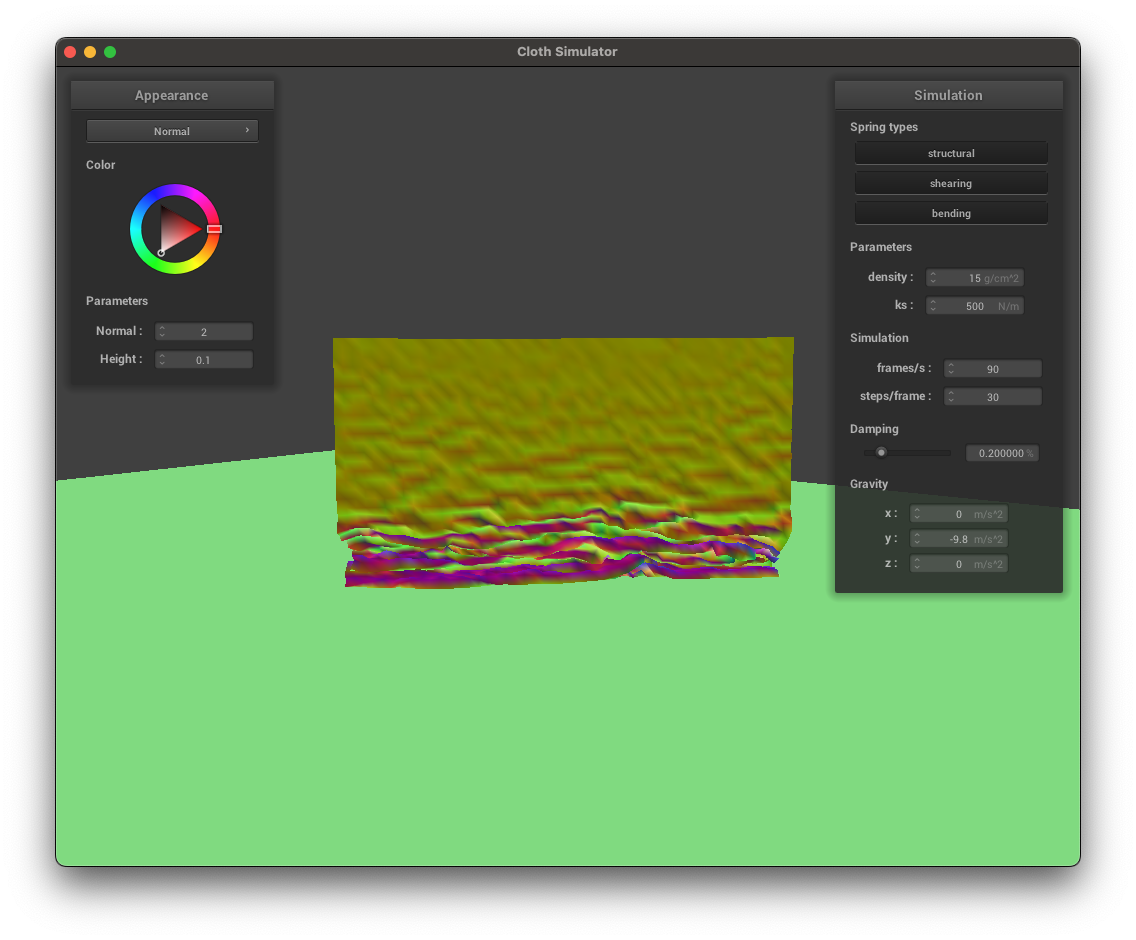 Cloth Simulator
Appearance
Normal ›
Color
Parameters
Normal : 2
Height : 0.1
Simulation
Spring types
structural
shearing
bending
Parameters
density : 15 g/cm^2
ks : 500 N/m
Simulation
frames/s : 90
steps/frame : 30
Damping
0.200000 %
Gravity
x : 0 m/s^2
y : -9.8 m/s^2
z : 0 m/s^2